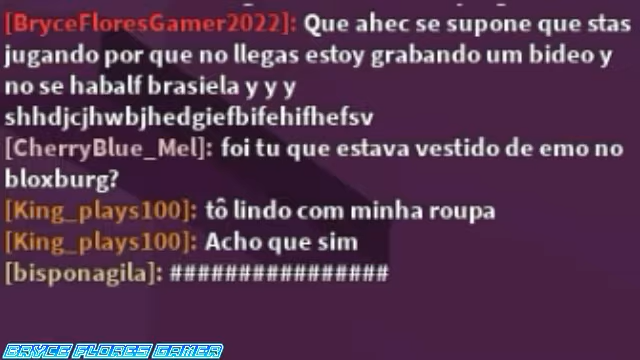 [BryceFloresGamer2022]: Que ahec se supone que stas
jugando por que no llegas estoy grabando um bideo y
no se habalf brasiela y y y
shhdjcjhwbjhedgiefbifehifhefsv
[CherryBlue_Mel]: foi tu que estava vestido de emo no
bloxburg?
[King_plays100]: tô lindo com minha roupa
[King_plays100]: Acho que sim
[bisponagila]: ################
BRYCE FLORES GAMER